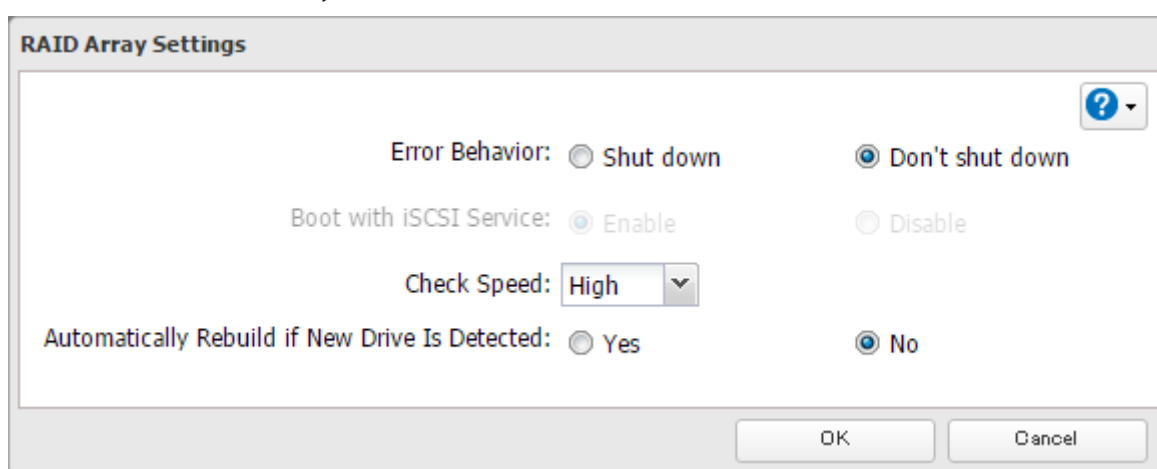 RAID Array Settings
?
Error Behavior: Shut down Don't shut down
Boot with iSCSI Service: Enable Disable
Check Speed: High
Automatically Rebuild if New Drive Is Detected: Yes No
OK Cancel